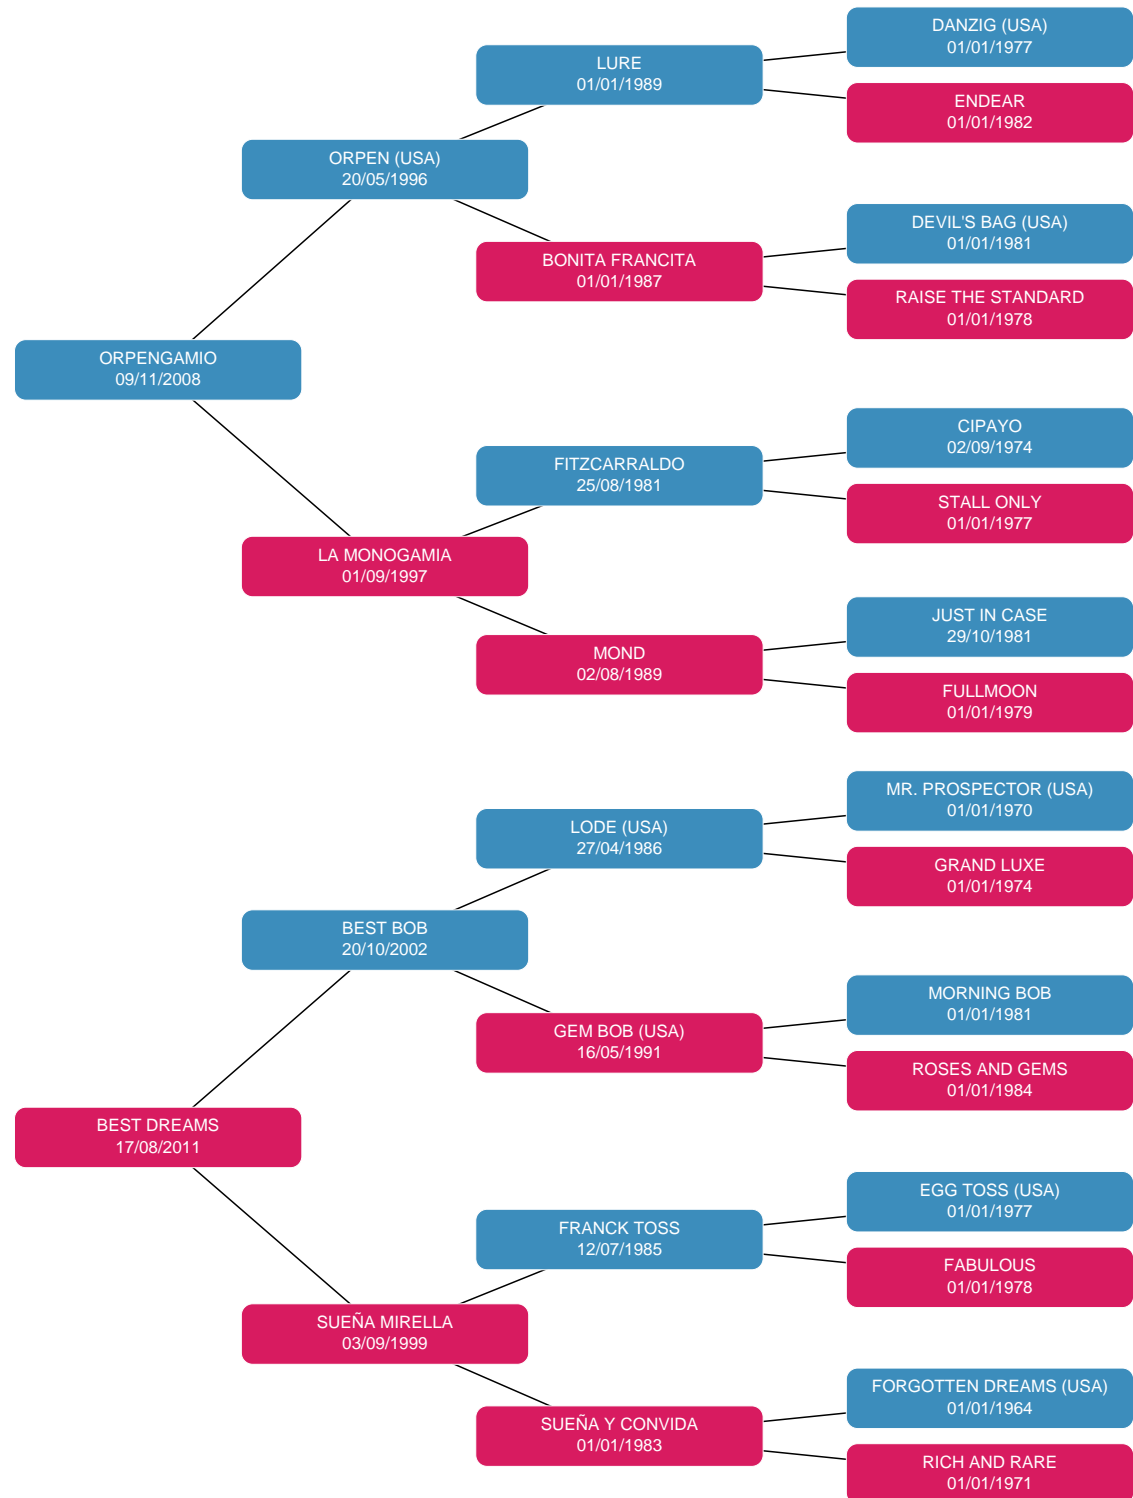 DANZIG (USA)
01/01/1977
LURE
01/01/1989
ENDEAR
01/01/1982
ORPEN (USA)
20/05/1996
DEVIL'S BAG (USA)
01/01/1981
BONITA FRANCITA
01/01/1987
RAISE THE STANDARD
01/01/1978
ORPENGAMIO
09/11/2008
CIPAYO
02/09/1974
FITZCARRALDO
25/08/1981
STALL ONLY
01/01/1977
LA MONOGAMIA
01/09/1997
JUST IN CASE
29/10/1981
MOND
02/08/1989
FULLMOON
01/01/1979
MR. PROSPECTOR (USA)
01/01/1970
LODE (USA)
27/04/1986
GRAND LUXE
01/01/1974
BEST BOB
20/10/2002
MORNING BOB
01/01/1981
GEM BOB (USA)
16/05/1991
ROSES AND GEMS
01/01/1984
BEST DREAMS
17/08/2011
EGG TOSS (USA)
01/01/1977
FRANCK TOSS
12/07/1985
FABULOUS
01/01/1978
SUEÑA MIRELLA
03/09/1999
FORGOTTEN DREAMS (USA)
01/01/1964
SUEÑA Y CONVIDA
01/01/1983
RICH AND RARE
01/01/1971